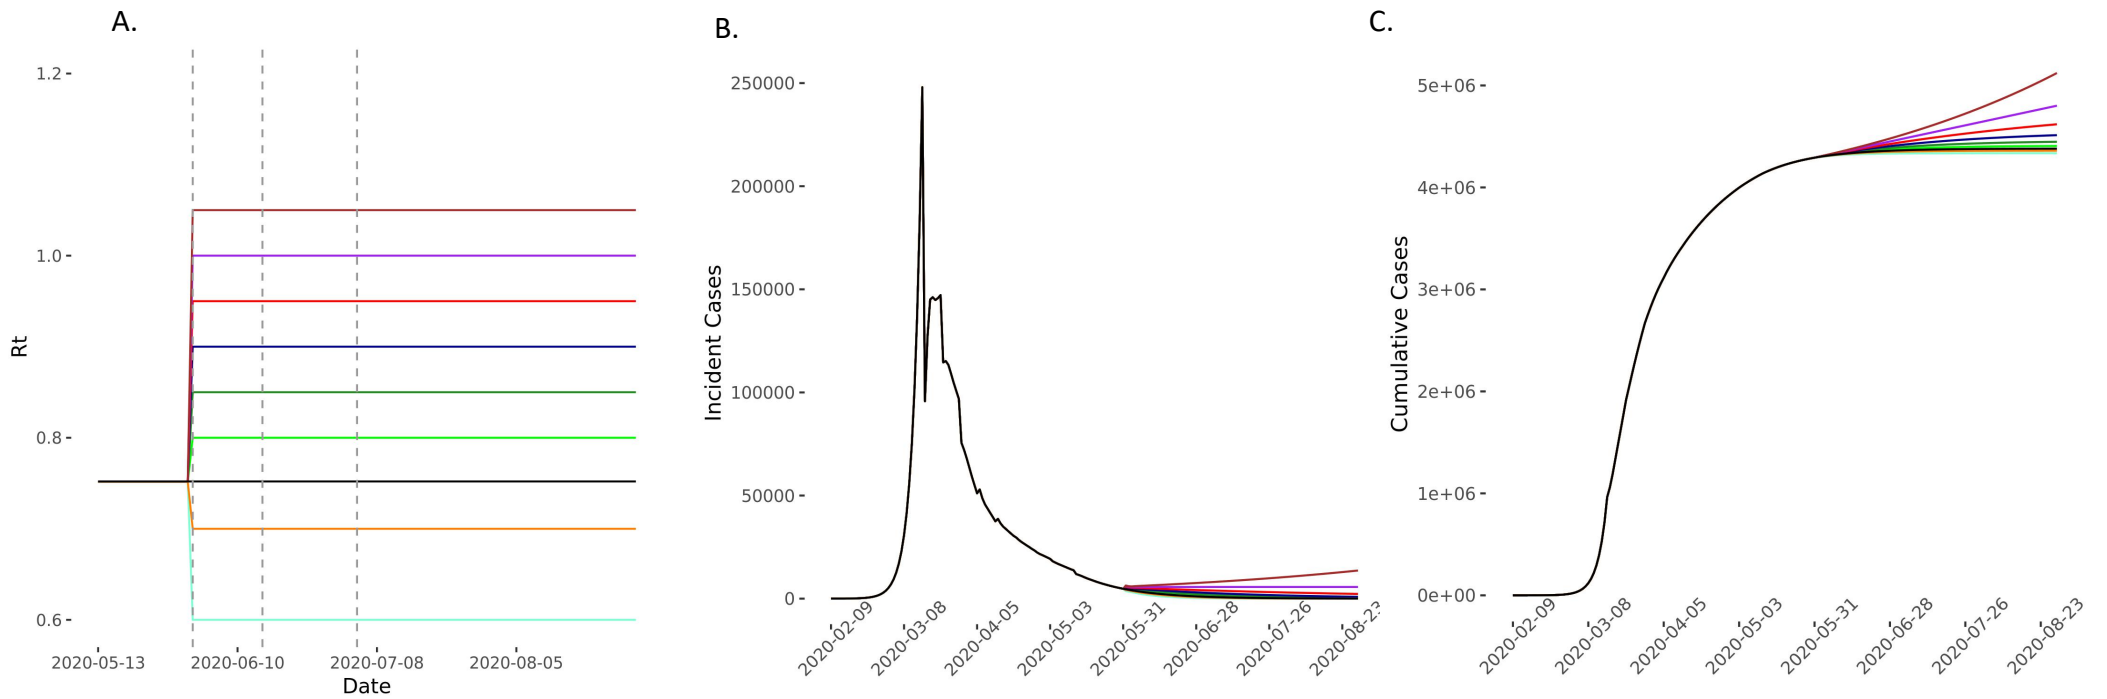 A.
1.2
1.0
0.8
0.6
Rt
2020-05-13
2020-06-10
2020-07-08
2020-08-05
Date
B.
250000
200000
150000
100000
50000
0
Incident Cases
2020-02-09
2020-03-08
2020-04-05
2020-05-03
2020-05-31
2020-06-28
2020-07-26
2020-08-23
C.
5e+06
4e+06
3e+06
2e+06
1e+06
0e+00
Cumulative Cases
2020-02-09
2020-03-08
2020-04-05
2020-05-03
2020-05-31
2020-06-28
2020-07-26
2020-08-23